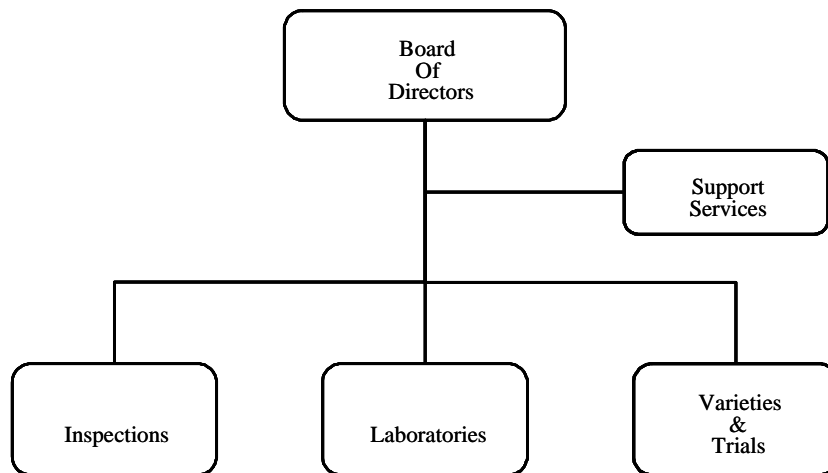 Board
Of
Directors
Support
Services
Inspections
Laboratories
Varieties
&
Trials